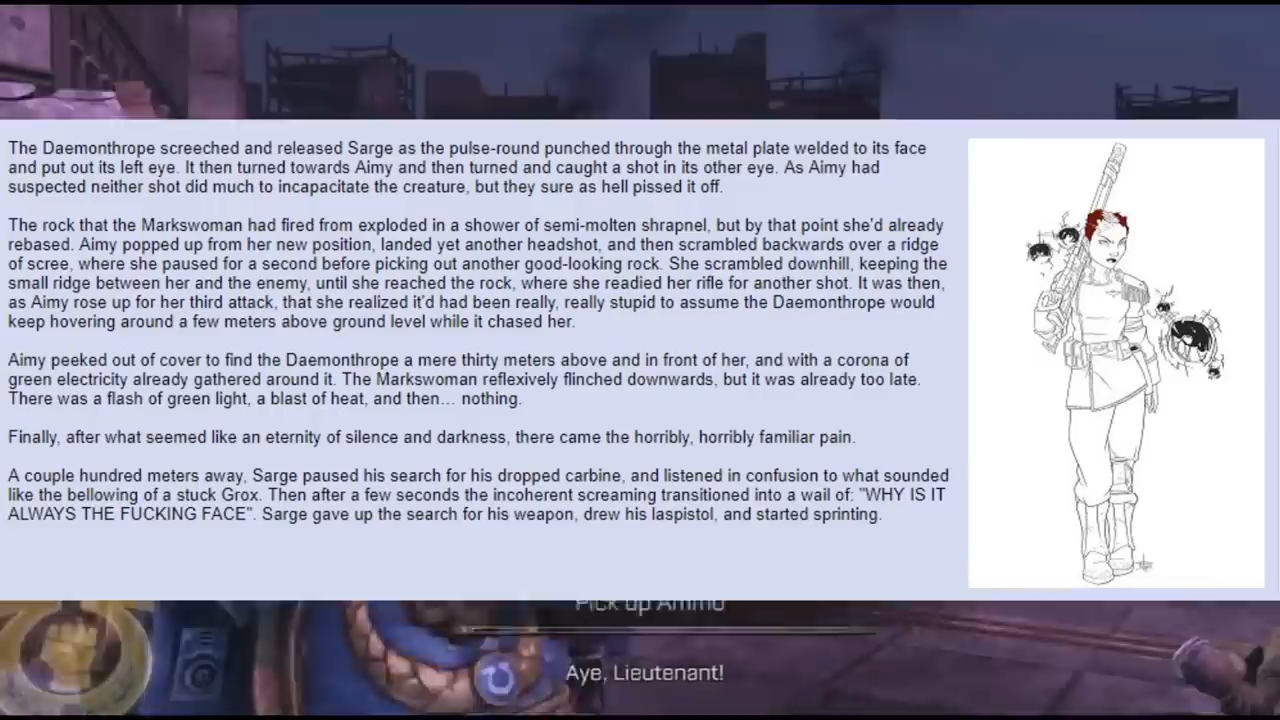 The Daemonthrope screeched and released Sarge as the pulse-round punched through the metal plate welded to its face
and put out its left eye. It then turned towards Aimy and then turned and caught a shot in its other eye. As Aimy had
suspected neither shot did much to incapacitate the creature, but they sure as hell pissed it off.
The rock that the Markswoman had fired from exploded in a shower of semi-molten shrapnel, but by that point she'd already
rebased. Aimy popped up from her new position, landed yet another headshot, and then scrambled backwards over a ridge
of scree, where she paused for a second before picking out another good-looking rock. She scrambled downhill, keeping the
small ridge between her and the enemy, until she reached the rock, where she readied her rifle for another shot. It was then,
as Aimy rose up for her third attack, that she realized it'd had been really, really stupid to assume the Daemonthrope would
keep hovering around a few meters above ground level while it chased her.
Aimy peeked out of cover to find the Daemonthrope a mere thirty meters above and in front of her, and with a corona of
green electricity already gathered around it. The Markswoman reflexively flinched downwards, but it was already too late.
There was a flash of green light, a blast of heat, and then… nothing.
Finally, after what seemed like an eternity of silence and darkness, there came the horribly, horribly familiar pain.
A couple hundred meters away, Sarge paused his search for his dropped carbine, and listened in confusion to what sounded
like the bellowing of a stuck Grox. Then after a few seconds the incoherent screaming transitioned into a wail of: "WHY IS IT
ALWAYS THE FUCKING FACE". Sarge gave up the search for his weapon, drew his laspistol, and started sprinting.
Pick up Ammo
Aye, Lieutenant!